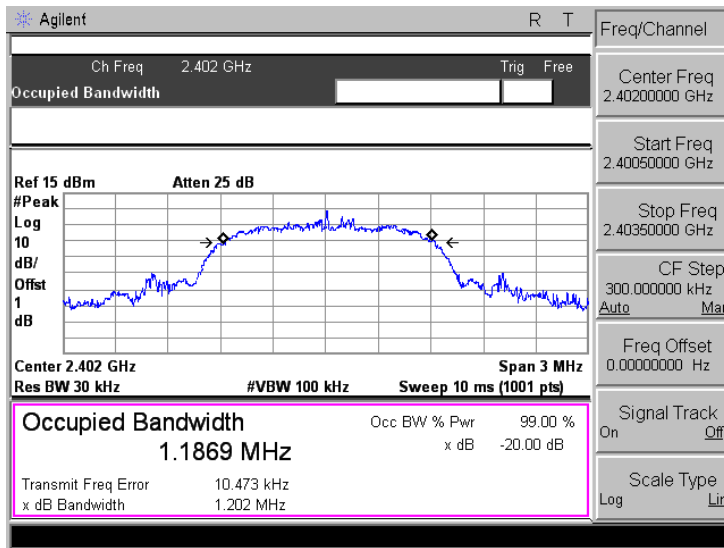 Agilent R T
Freq/Channel
Ch Freq 2.402 GHz Trig Free
Occupied Bandwidth
Center Freq
2.40200000 GHz
Start Freq
2.40050000 GHz
Stop Freq
2.40350000 GHz
CF Step
300.000000 kHz
Auto
Freq Offset
0.00000000 Hz
Signal Track
On Off
Scale Type
Log
Ref 15 dBm Atten 25 dB
#Peak
Log
10
dB/
Offst
1
dB
Center 2.402 GHz Span 3 MHz
Res BW 30 kHz #VBW 100 kHz Sweep 10 ms (1001 pts)
Occupied Bandwidth Occ BW % Pwr 99.00 %
1.1869 MHz x dB -20.00 dB
Transmit Freq Error 10.473 kHz
x dB Bandwidth 1.202 MHz